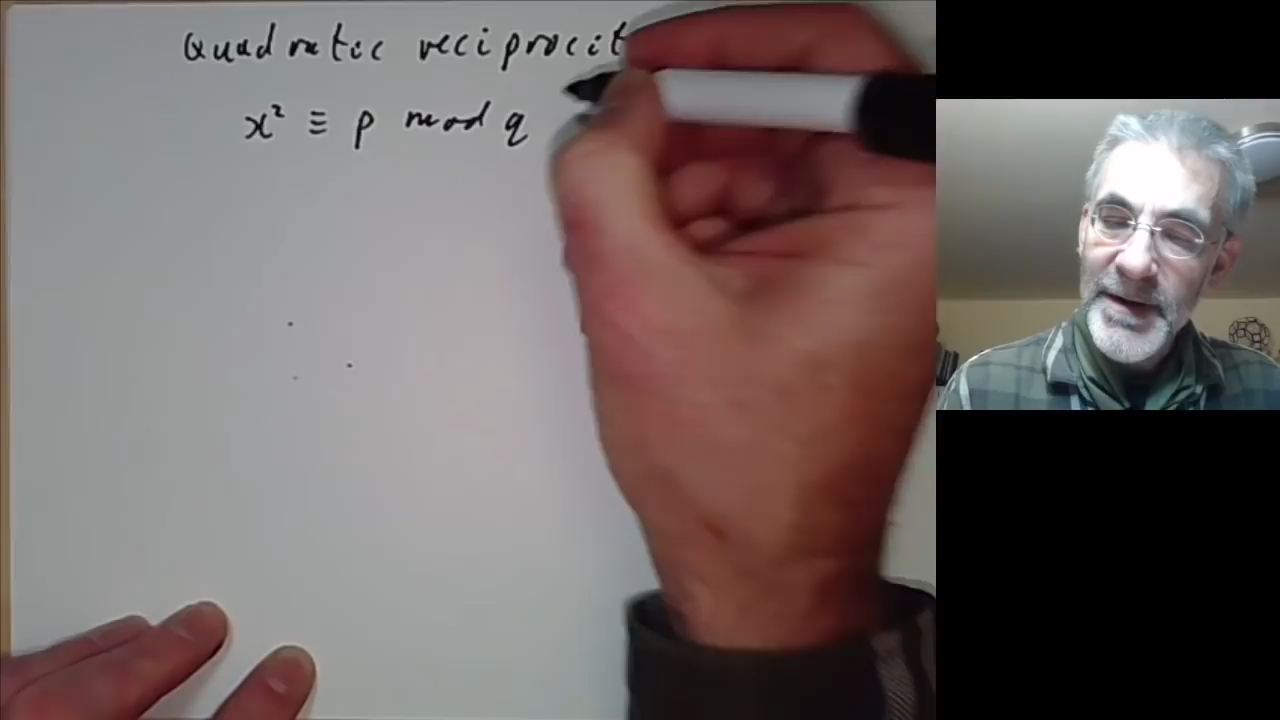 Quadratic reciprocit
x² ≡ p mod q